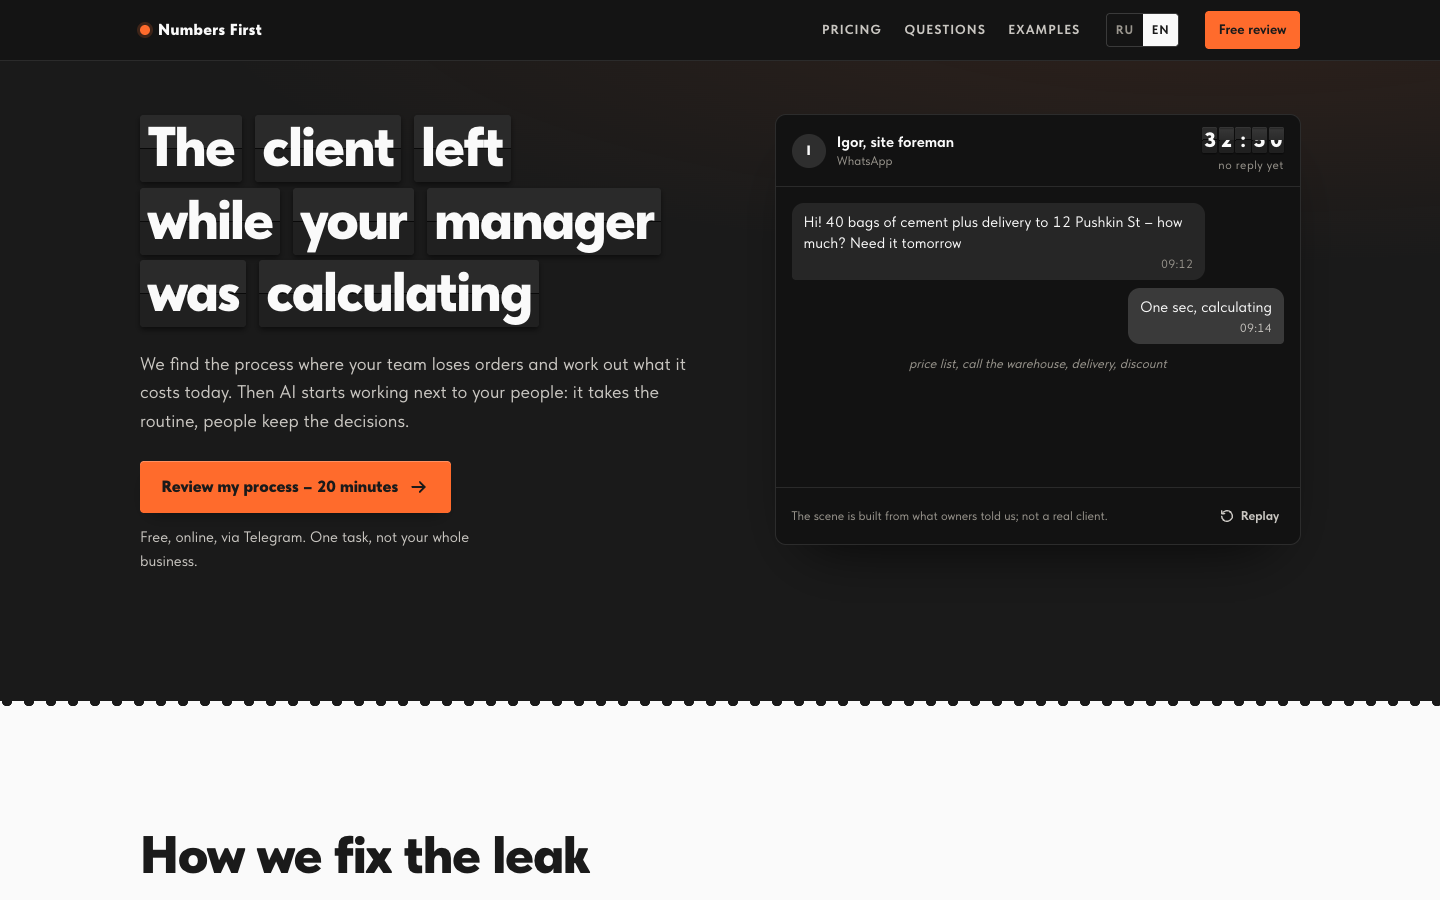 Numbers First
PRICING
QUESTIONS
EXAMPLES
RU
EN
Free review
The client left
while your manager
was calculating
We find the process where your team loses orders and work out what it
costs today. Then AI starts working next to your people: it takes the
routine, people keep the decisions.
Review my process – 20 minutes →
Free, online, via Telegram. One task, not your whole
business.
I
Igor, site foreman
WhatsApp
no reply yet
Hi! 40 bags of cement plus delivery to 12 Pushkin St – how
much? Need it tomorrow
09:12
One sec, calculating
09:14
price list, call the warehouse, delivery, discount
The scene is built from what owners told us; not a real client.
Replay
How we fix the leak